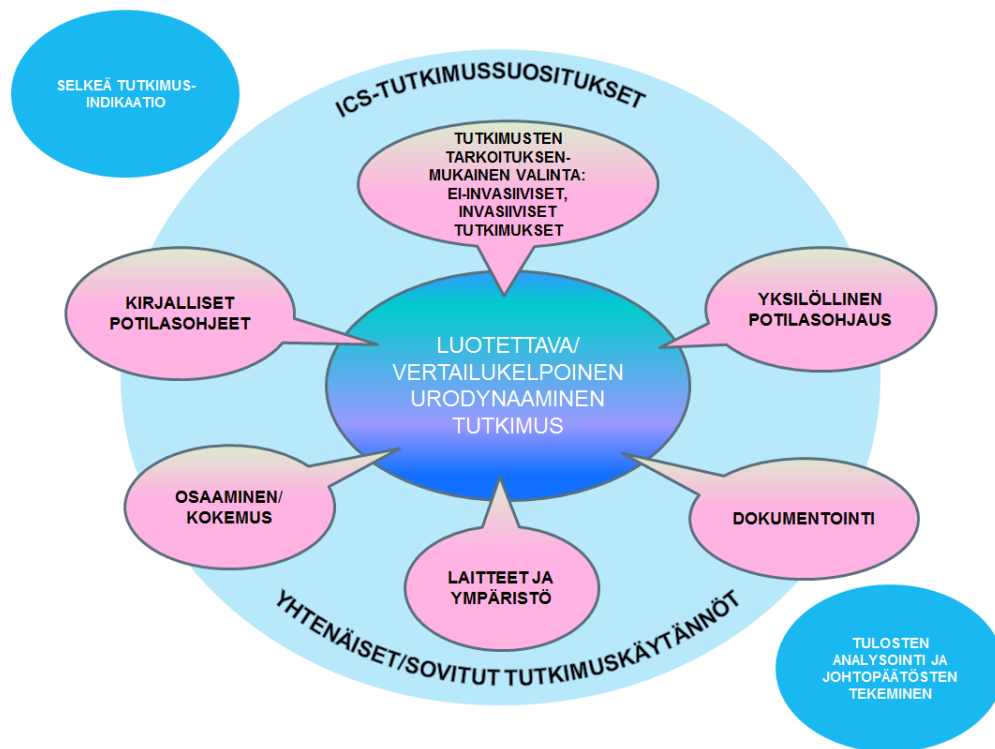 SELKEÄ TUTKIMUS-
INDIKAATIO
ICS-TUTKIMUSSUOSITUKSET
TUTKIMUSTEN
TARKOITUKSEN-
MUKAINEN VALINTA:
EI-INVASIIVISET,
INVASIIVISET
TUTKIMUKSET
KIRJALLISET
POTILASOHJEET
YKSILÖLLINEN
POTILASOHJAUS
LUOTETTAVA/
VERTAILUKELPOINEN
URODYNAAMINEN
TUTKIMUS
OSAAMINEN/
KOKEMUS
DOKUMENTOINTI
LAITTEET JA
YMPÄRISTÖ
YHTENÄISET/SOVITUT TUTKIMUSKÄYTÄNNÖT
TULOSTEN
ANALYSOINTI JA
JOHTOPÄÄTÖSTEN
TEKEMINEN